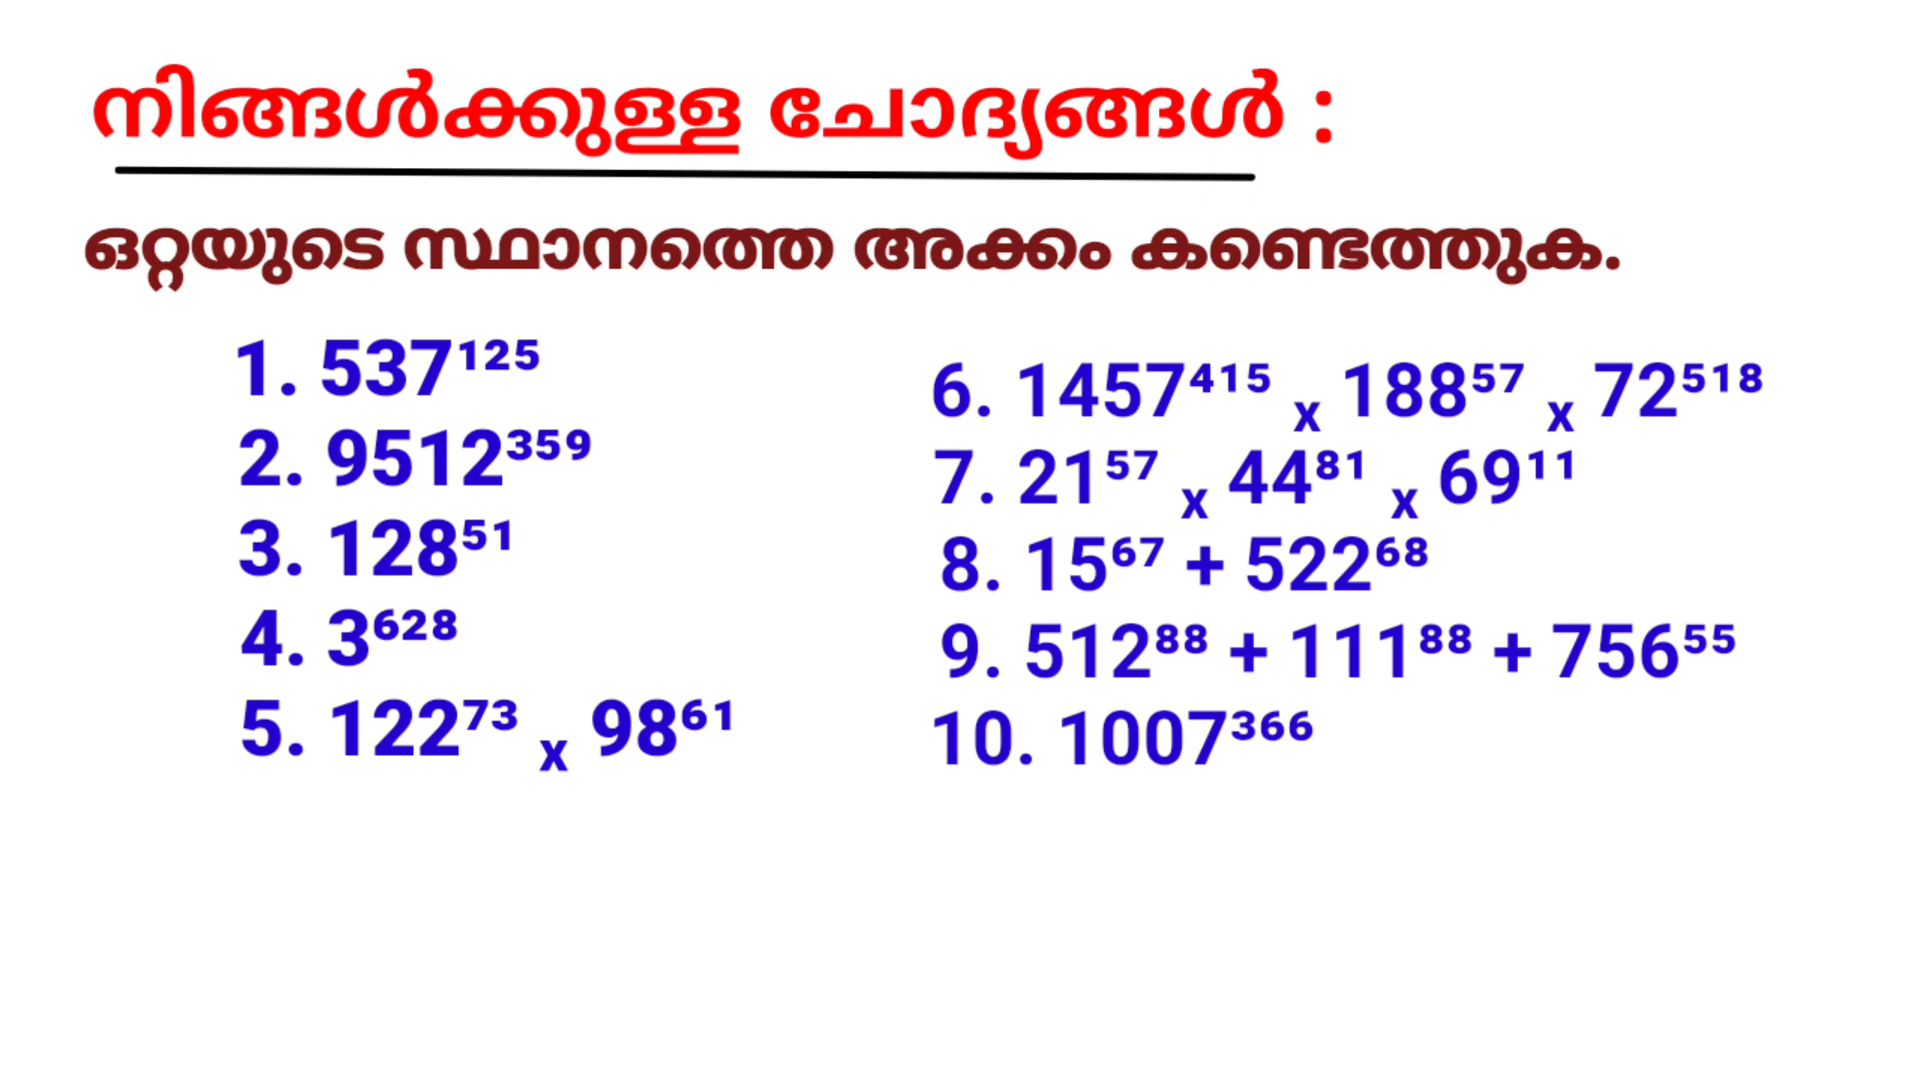 നിങ്ങൾക്കുള്ള ചോദ്യങ്ങൾ :
ഒറ്റയുടെ സ്ഥാനത്തെ അക്കം കണ്ടെത്തുക.
1. 537¹²⁵
2. 9512³⁵⁹
3. 128⁵¹
4. 3⁶²⁸
5. 122⁷³ x 98⁶¹
6. 1457⁴¹⁵ x 188⁵⁷ x 72⁵¹⁸
7. 21⁵⁷ x 44⁸¹ x 69¹¹
8. 15⁶⁷ + 522⁶⁸
9. 512⁸⁸ + 111⁸⁸ + 756⁵⁵
10. 1007³⁶⁶